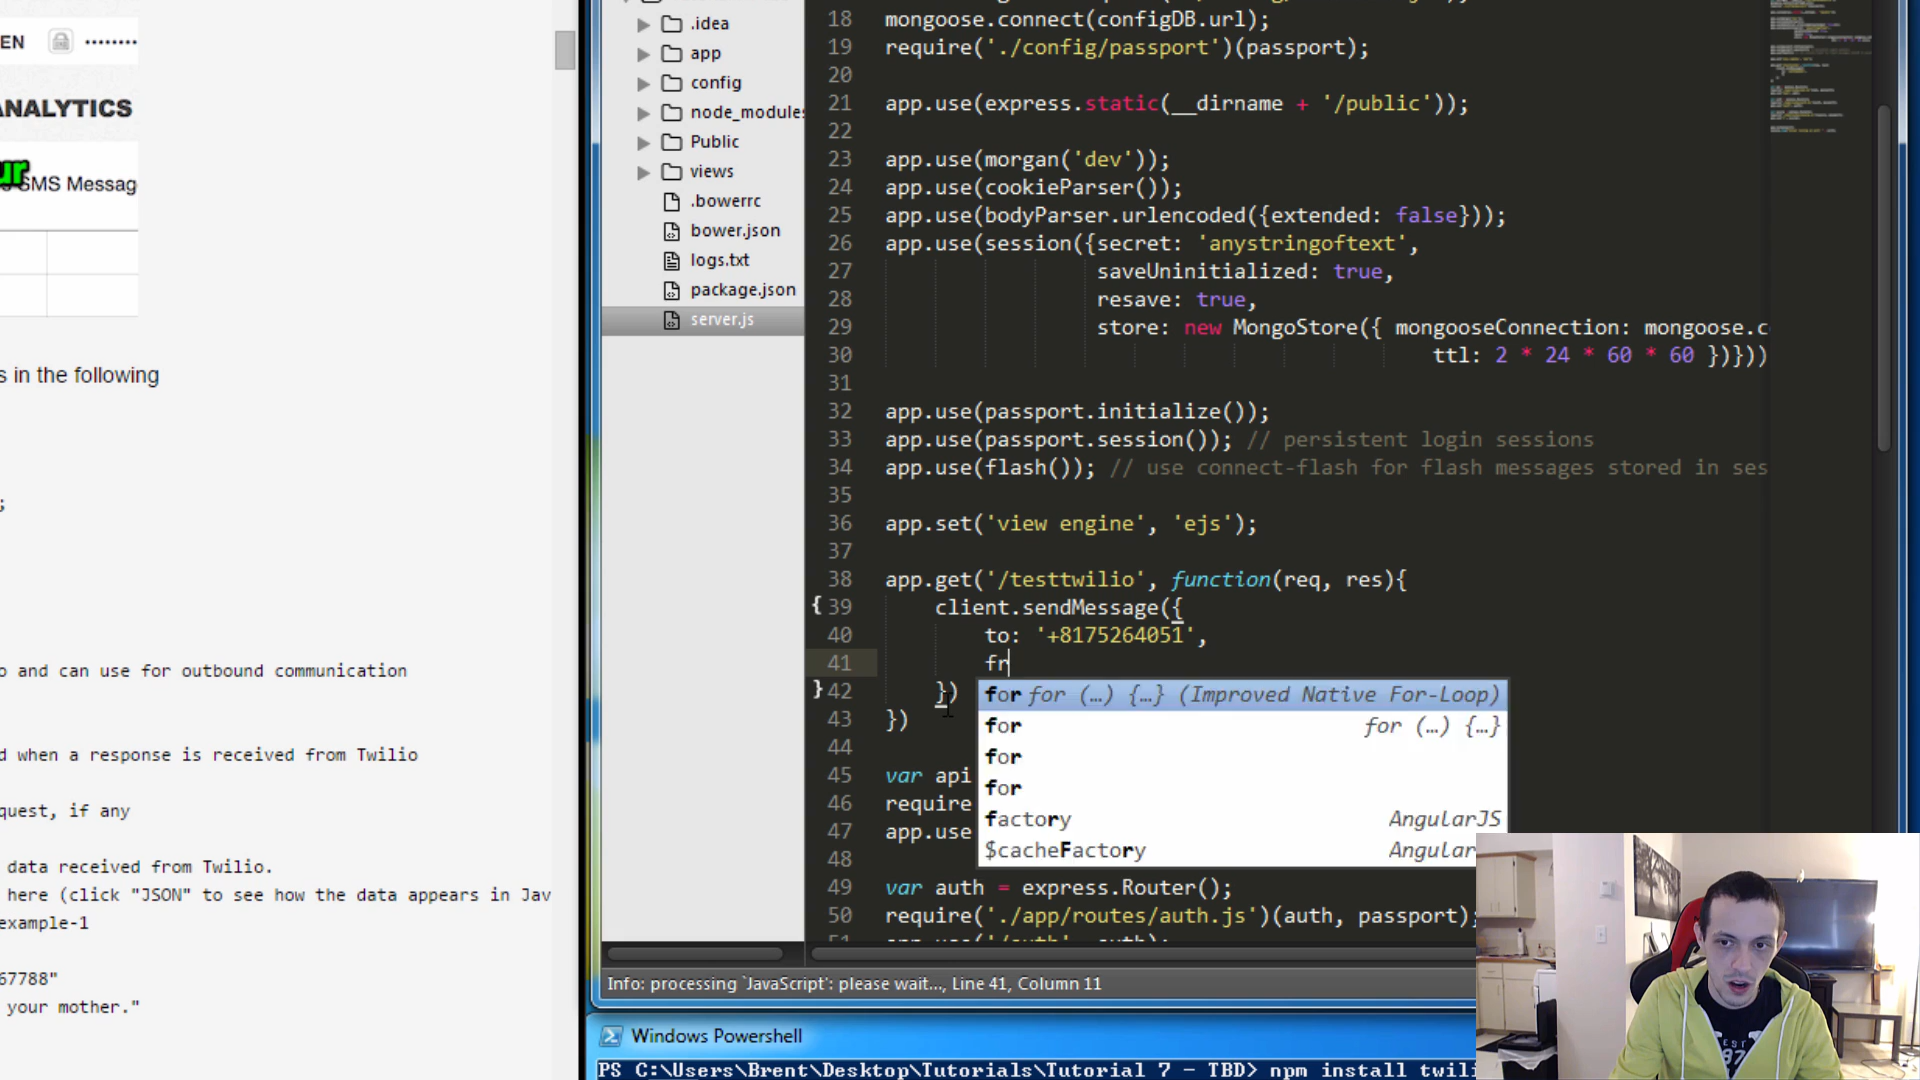 EN ••••••••
ANALYTICS
ur
SMS Messag
s in the following
;
o and can use for outbound communication
d when a response is received from Twilio
quest, if any
data received from Twilio.
here (click "JSON" to see how the data appears in Jav
example-1
67788"
your mother."
.idea
app
config
node_modules
Public
views
.bowerrc
bower.json
logs.txt
package.json
server.js
18 mongoose.connect(configDB.url);
19 require('./config/passport')(passport);
20
21 app.use(express.static(__dirname + '/public'));
22
23 app.use(morgan('dev'));
24 app.use(cookieParser());
25 app.use(bodyParser.urlencoded({extended: false}));
26 app.use(session({secret: 'anystringoftext',
27 saveUninitialized: true,
28 resave: true,
29 store: new MongoStore({ mongooseConnection: mongoose.c
30 ttl: 2 * 24 * 60 * 60 })}))
31
32 app.use(passport.initialize());
33 app.use(passport.session()); // persistent login sessions
34 app.use(flash()); // use connect-flash for flash messages stored in ses
35
36 app.set('view engine', 'ejs');
37
38 app.get('/testtwilio', function(req, res){
{ 39 client.sendMessage({
40 to: '+8175264051',
41 fr
} 42 })
43 })
44
45 var api
46 require
47 app.use
48
49 var auth = express.Router();
50 require('./app/routes/auth.js')(auth, passport);
for for (…) {…} (Improved Native For-Loop)
for for (…) {…}
for
for
factory AngularJS
$cacheFactory Angular
Info: processing `JavaScript': please wait…, Line 41, Column 11
Windows Powershell
PS C:\Users\Brent\Desktop\Tutorials\Tutorial 7 - TBD> npm install twili